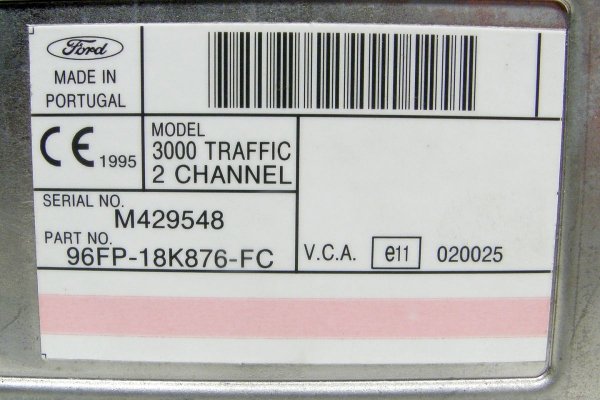 Ford
MADE IN
PORTUGAL
CE 1995
MODEL
3000 TRAFFIC
2 CHANNEL
SERIAL NO.
M429548
PART NO.
96FP-18K876-FC
V.C.A. e11 020025